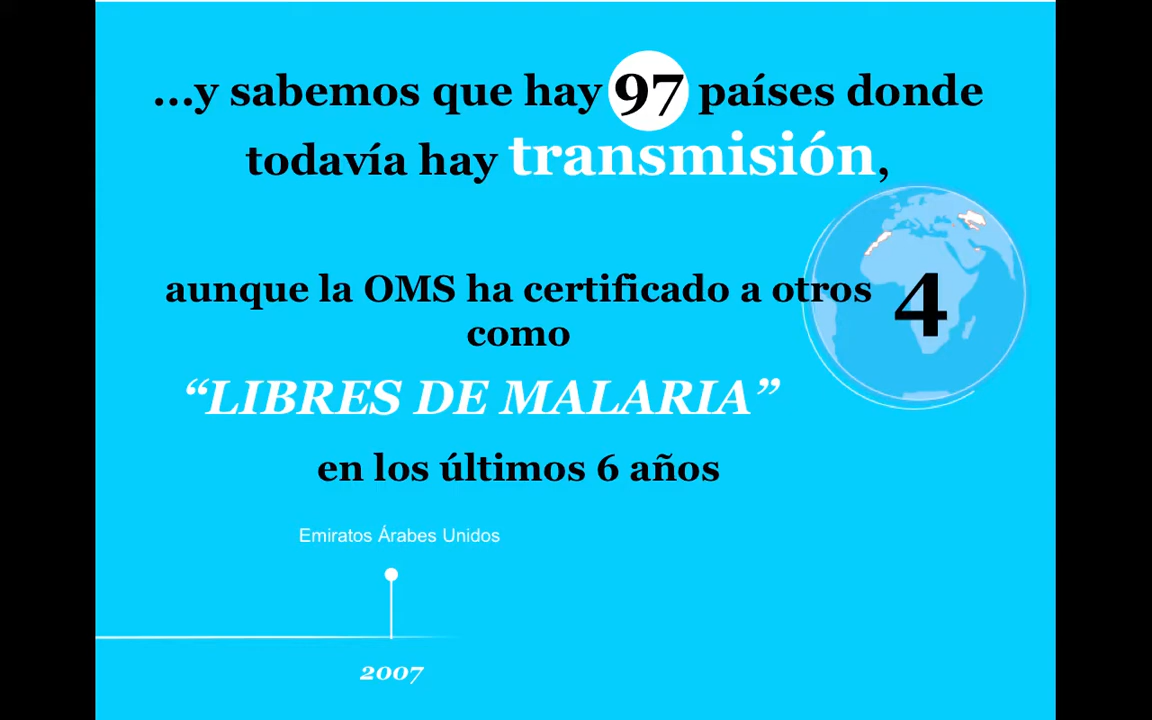 ...y sabemos que hay 97 países donde
todavía hay transmisión,
aunque la OMS ha certificado a otros 4
como
“LIBRES DE MALARIA”
en los últimos 6 años
Emiratos Árabes Unidos
2007